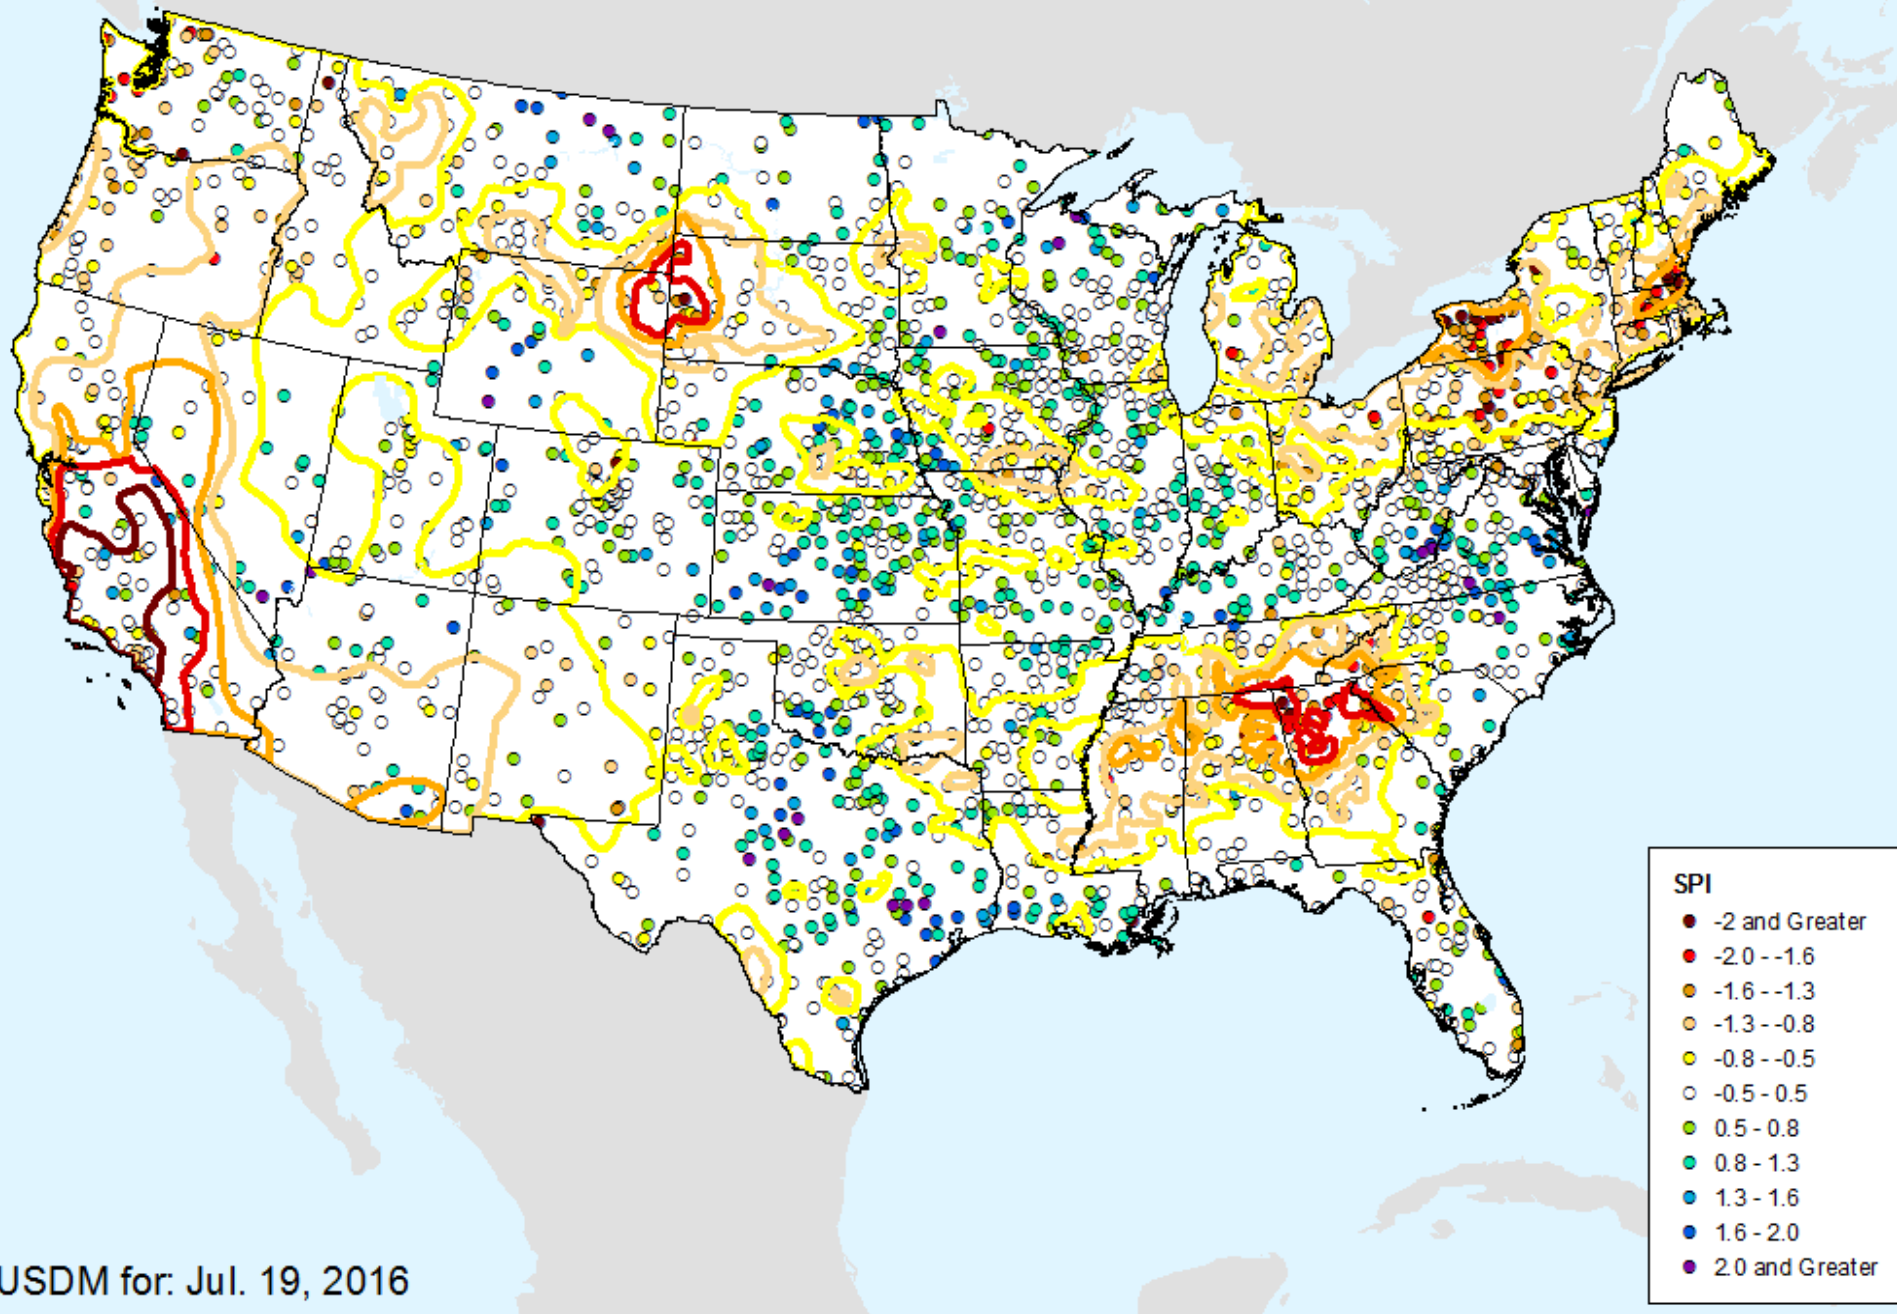 SPI
-2 and Greater
-2.0 - -1.6
-1.6 - -1.3
-1.3 - -0.8
-0.8 - -0.5
-0.5 - 0.5
0.5 - 0.8
0.8 - 1.3
1.3 - 1.6
1.6 - 2.0
2.0 and Greater
USDM for: Jul. 19, 2016